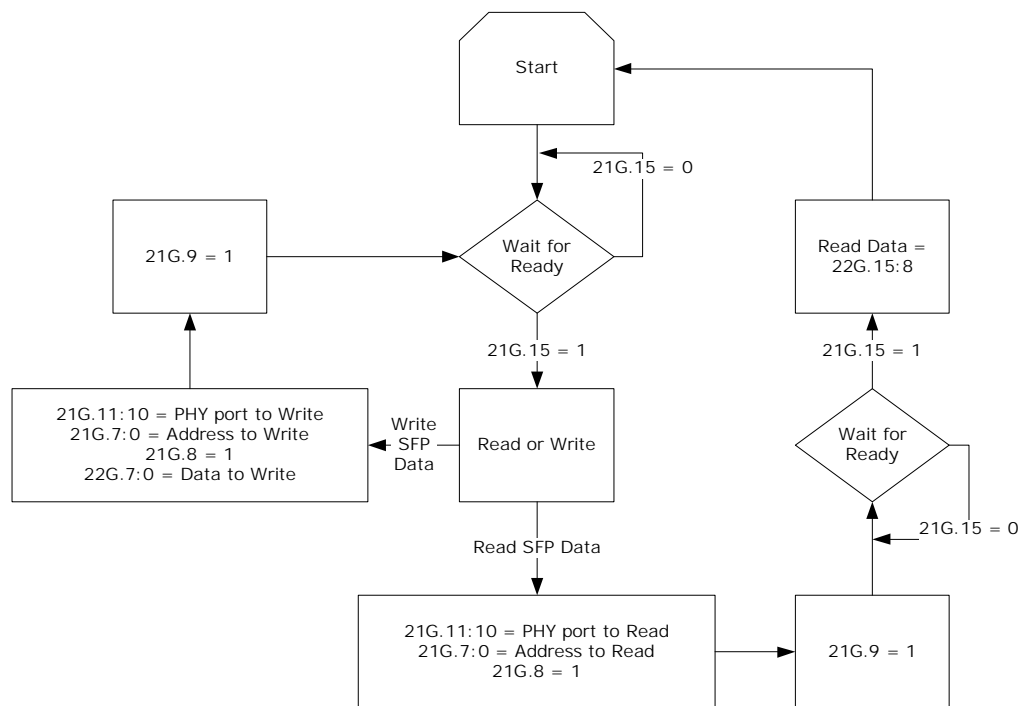 Start
21G.15 = 0
Wait for
Ready
21G.9 = 1
Read Data =
22G.15:8
21G.15 = 1
21G.15 = 1
21G.11:10 = PHY port to Write
21G.7:0 = Address to Write
21G.8 = 1
22G.7:0 = Data to Write
Write
SFP
Data
Read or Write
Wait for
Ready
21G.15 = 0
Read SFP Data
21G.11:10 = PHY port to Read
21G.7:0 = Address to Read
21G.8 = 1
21G.9 = 1